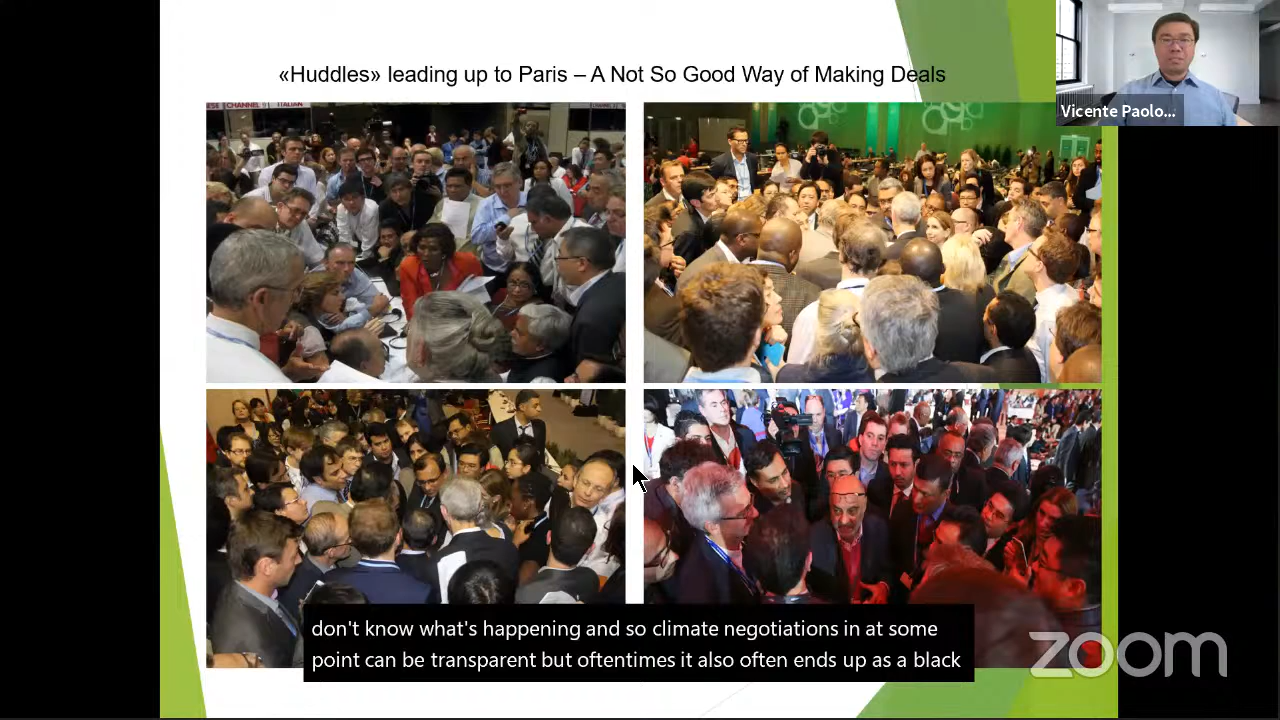 «Huddles» leading up to Paris – A Not So Good Way of Making Deals
Vicente Paolo...
CHANNEL
ITALIAN
don't know what's happening and so climate negotiations in at some
point can be transparent but oftentimes it also often ends up as a black
zoom